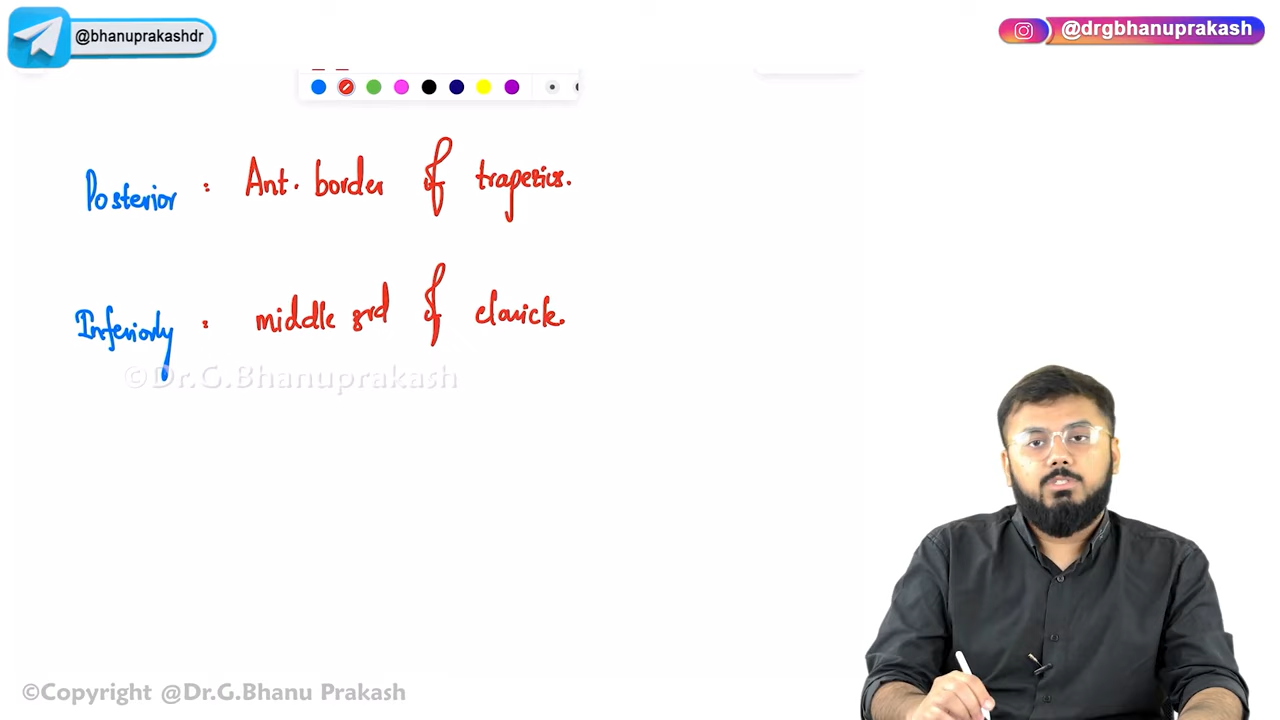 @bhanuprakashdr
@drgbhanuprakash
Posterior : Ant. border of trapezius.
Inferiorly : middle 3rd of clavicle.
©Dr.G.Bhanuprakash
©Copyright @Dr.G.Bhanu Prakash